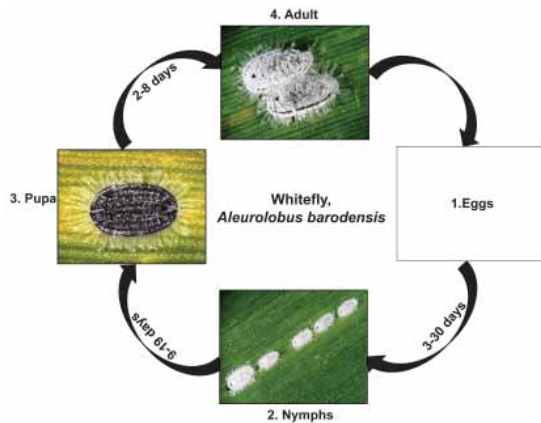 4. Adult
2-8 days
3. Pupa
Whitefly,
Aleurolobus barodensis
1.Eggs
9-19 days
3-30 days
2. Nymphs